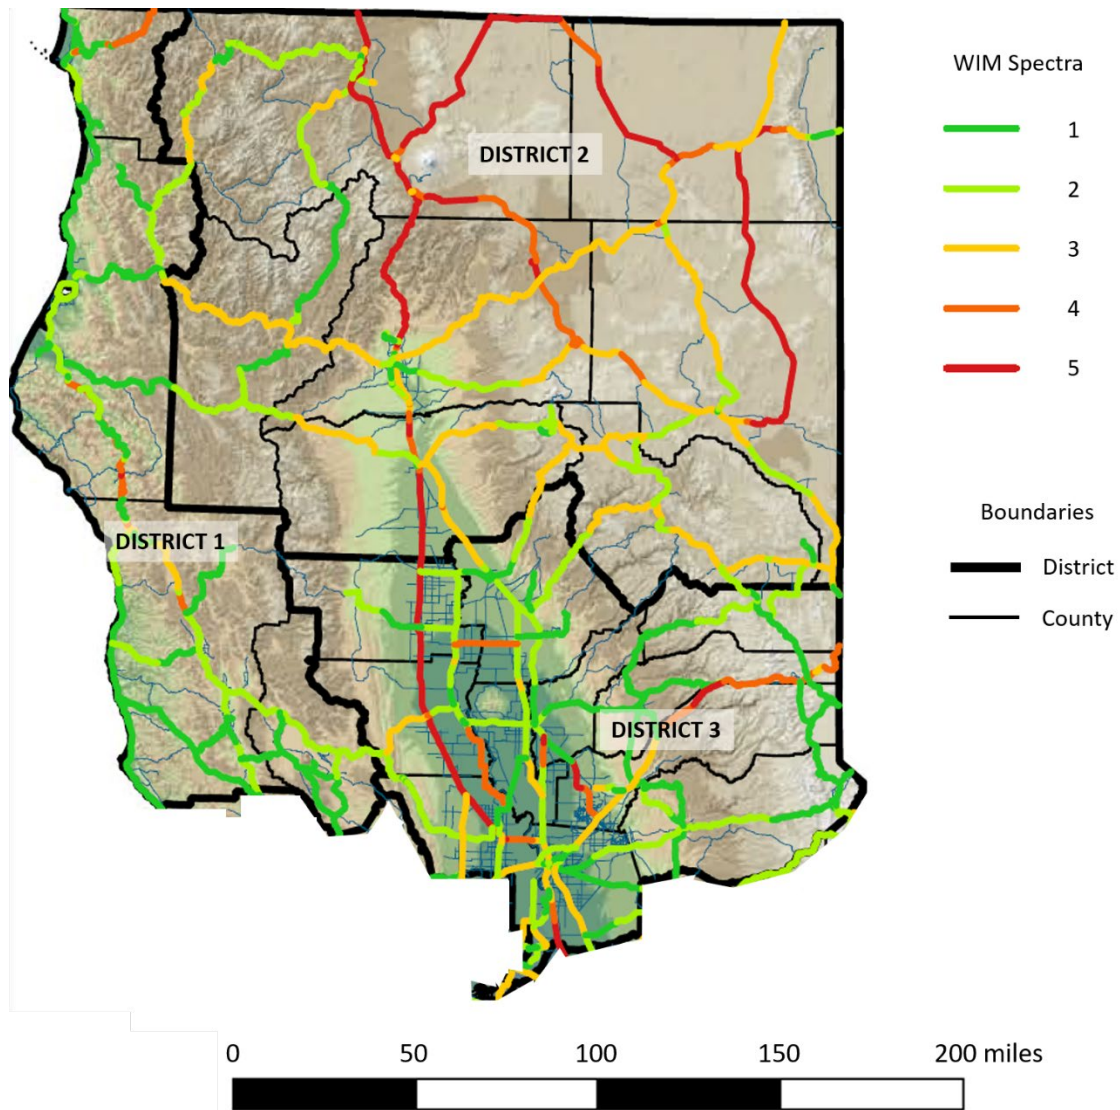 WIM Spectra
1
DISTRICT 2
2
3
4
5
Boundaries
DISTRICT 1
District
County
DISTRICT 3
0 50 100 150 200 miles